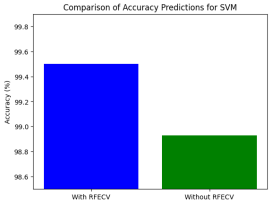 Comparison of Accuracy Predictions for SVM
99.8
99.6
99.4
99.2
99.0
98.8
98.6
Accuracy (%)
With RFECV
Without RFECV